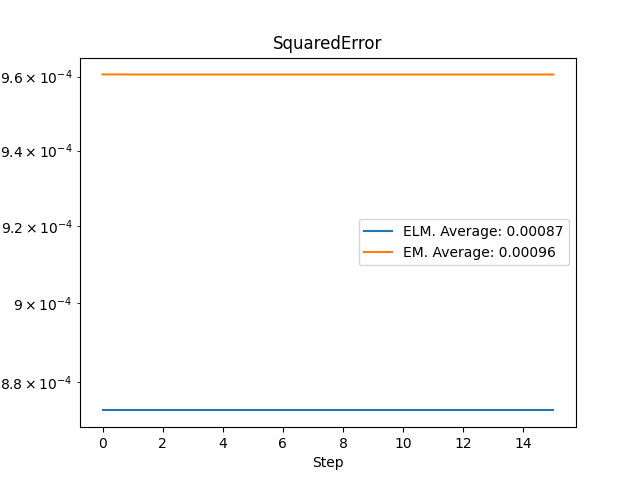 SquaredError
9.6 × 10⁻⁴
9.4 × 10⁻⁴
9.2 × 10⁻⁴
9 × 10⁻⁴
8.8 × 10⁻⁴
ELM. Average: 0.00087
EM. Average: 0.00096
0 2 4 6 8 10 12 14
Step